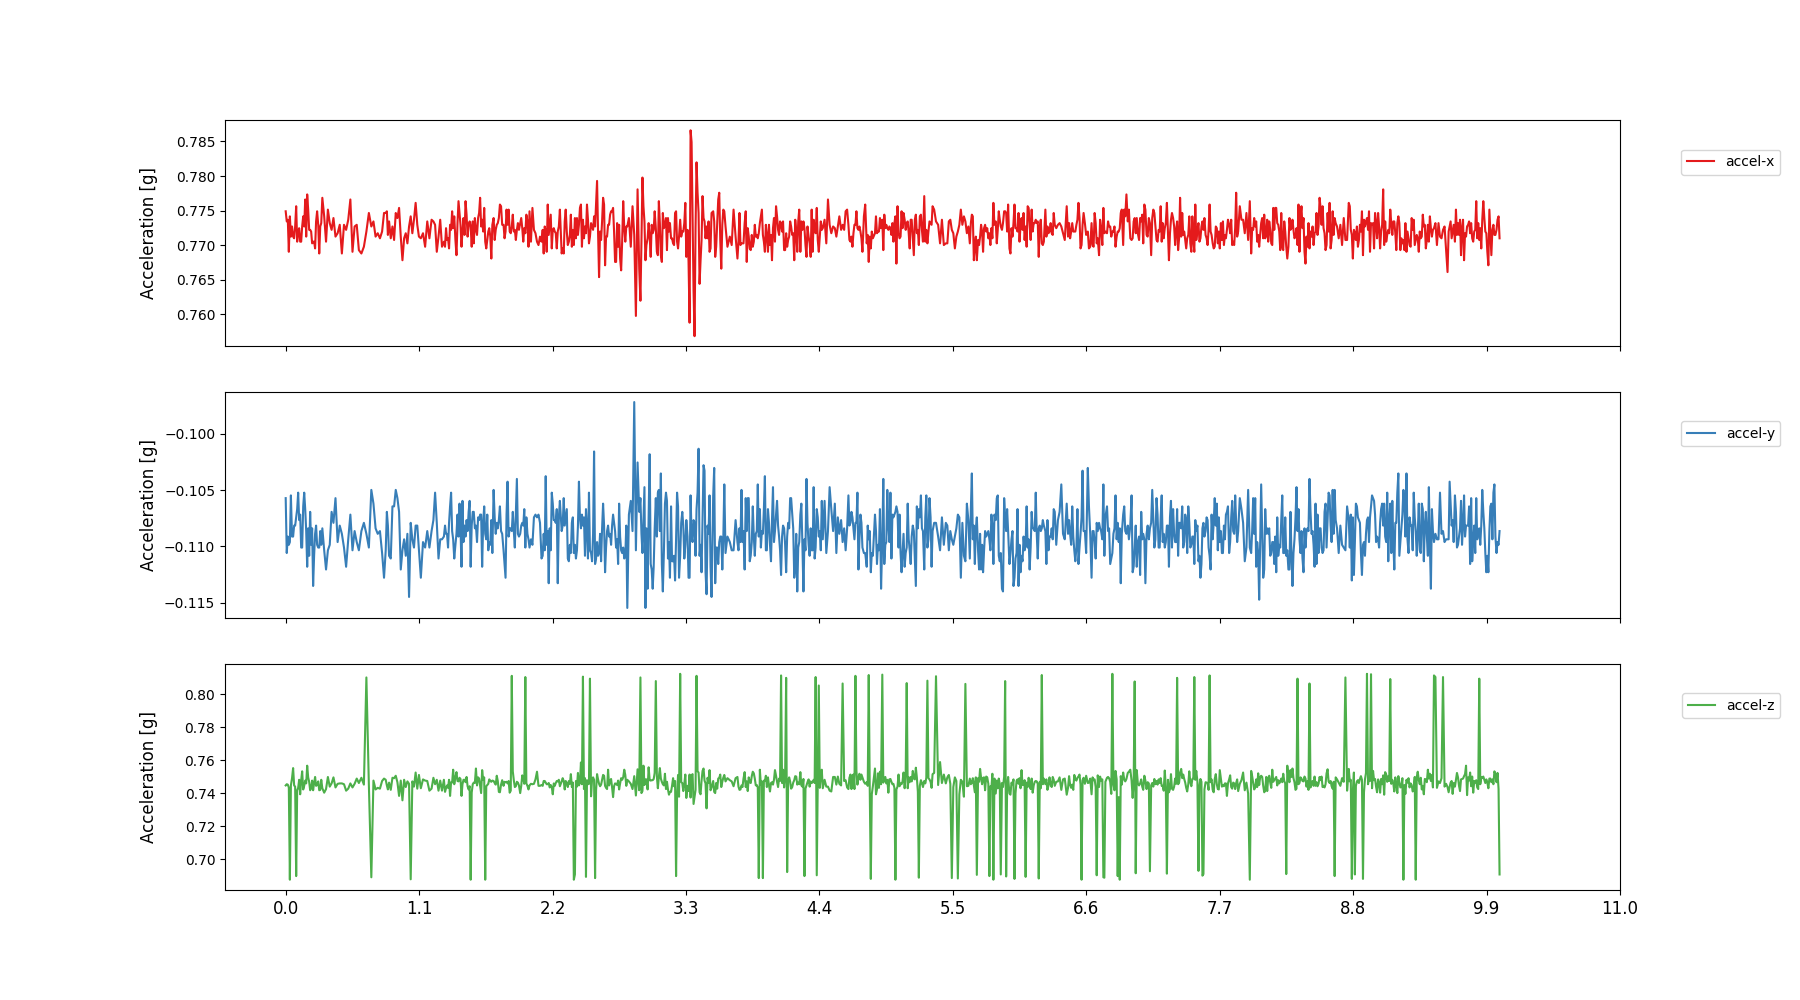 0.785
0.780
0.775
0.770
0.765
0.760
Acceleration [g]
accel-x
−0.100
−0.105
−0.110
−0.115
Acceleration [g]
accel-y
0.80
0.78
0.76
0.74
0.72
0.70
Acceleration [g]
accel-z
0.0 1.1 2.2 3.3 4.4 5.5 6.6 7.7 8.8 9.9 11.0